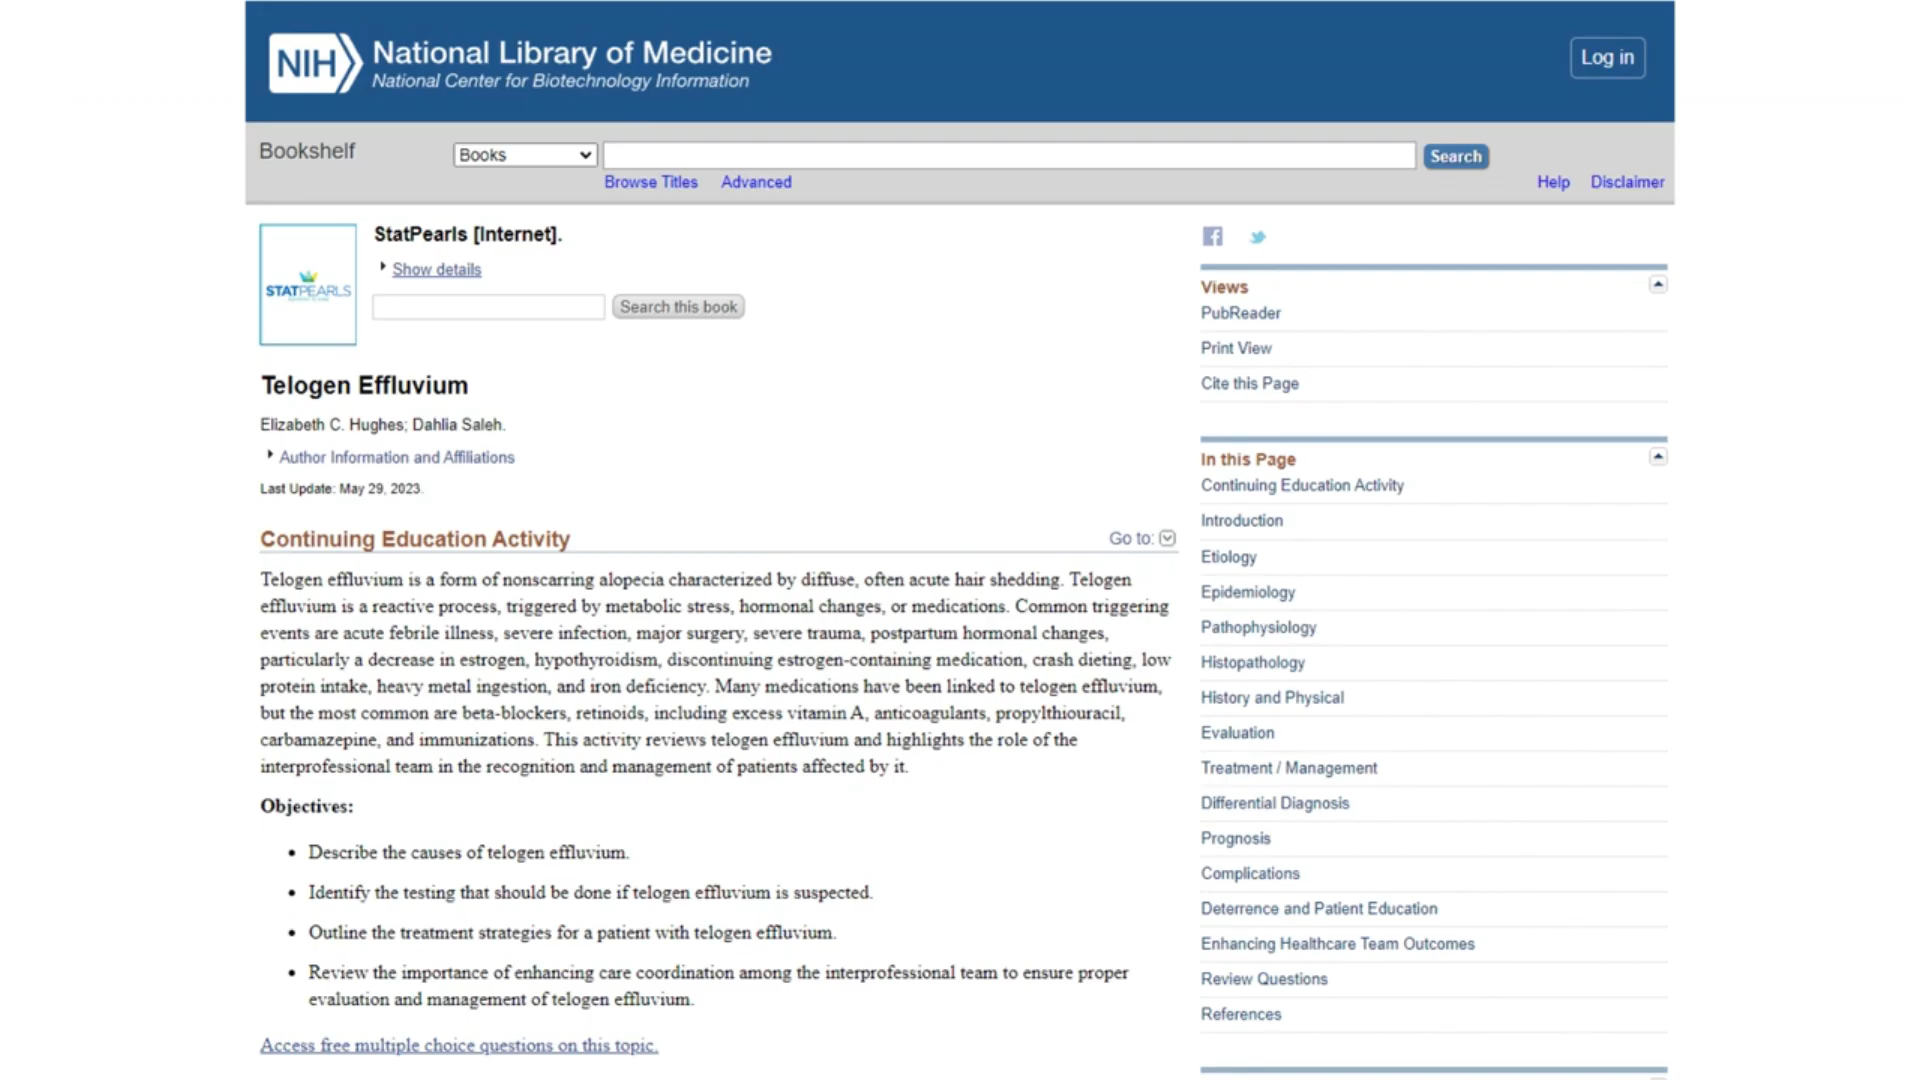 NIH National Library of Medicine
National Center for Biotechnology Information
Log in
Bookshelf
Books
Search
Browse Titles Advanced
Help Disclaimer
STATPEARLS
StatPearls [Internet].
Show details
Search this book
Telogen Effluvium
Elizabeth C. Hughes; Dahlia Saleh.
Author Information and Affiliations
Last Update: May 29, 2023.
Continuing Education Activity
Go to:
Telogen effluvium is a form of nonscarring alopecia characterized by diffuse, often acute hair shedding. Telogen
effluvium is a reactive process, triggered by metabolic stress, hormonal changes, or medications. Common triggering
events are acute febrile illness, severe infection, major surgery, severe trauma, postpartum hormonal changes,
particularly a decrease in estrogen, hypothyroidism, discontinuing estrogen-containing medication, crash dieting, low
protein intake, heavy metal ingestion, and iron deficiency. Many medications have been linked to telogen effluvium,
but the most common are beta-blockers, retinoids, including excess vitamin A, anticoagulants, propylthiouracil,
carbamazepine, and immunizations. This activity reviews telogen effluvium and highlights the role of the
interprofessional team in the recognition and management of patients affected by it.
Objectives:
• Describe the causes of telogen effluvium.
• Identify the testing that should be done if telogen effluvium is suspected.
• Outline the treatment strategies for a patient with telogen effluvium.
• Review the importance of enhancing care coordination among the interprofessional team to ensure proper
evaluation and management of telogen effluvium.
Access free multiple choice questions on this topic.
Views
PubReader
Print View
Cite this Page
In this Page
Continuing Education Activity
Introduction
Etiology
Epidemiology
Pathophysiology
Histopathology
History and Physical
Evaluation
Treatment / Management
Differential Diagnosis
Prognosis
Complications
Deterrence and Patient Education
Enhancing Healthcare Team Outcomes
Review Questions
References